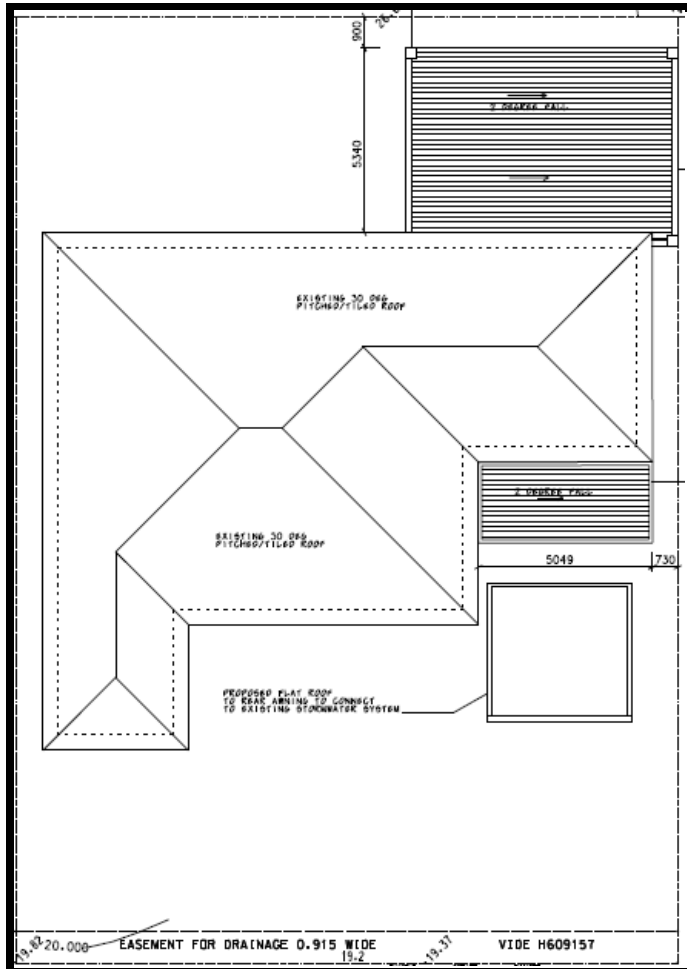 900
5340
2 DEGREE FALL
EXISTING 30 DEG
PITCHED/TILED ROOF
2 DEGREE FALL
EXISTING 30 DEG
PITCHED/TILED ROOF
5049
730
PROPOSED FLAT ROOF
TO REAR AWNING TO CONNECT
TO EXISTING STORMWATER SYSTEM
19.82
20.000
EASEMENT FOR DRAINAGE 0.915 WIDE
19.2
19.37
VIDE H609157